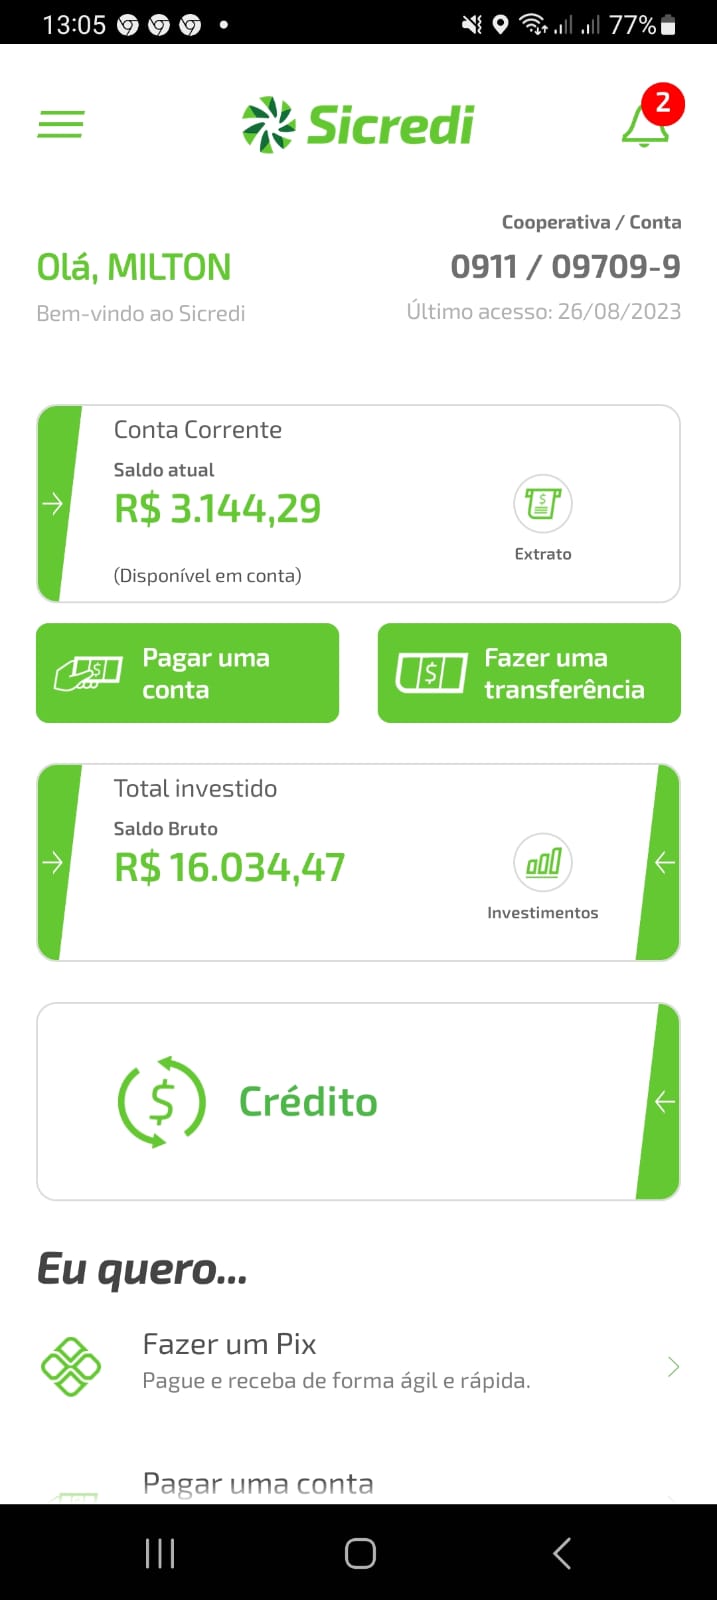 13:05
77%
Sicredi
2
Cooperativa / Conta
Olá, MILTON
0911 / 09709-9
Bem-vindo ao Sicredi
Último acesso: 26/08/2023
Conta Corrente
Saldo atual
R$ 3.144,29
Extrato
(Disponível em conta)
Pagar uma
conta
Fazer uma
transferência
Total investido
Saldo Bruto
R$ 16.034,47
Investimentos
Crédito
Eu quero...
Fazer um Pix
Pague e receba de forma ágil e rápida.
Pagar uma conta